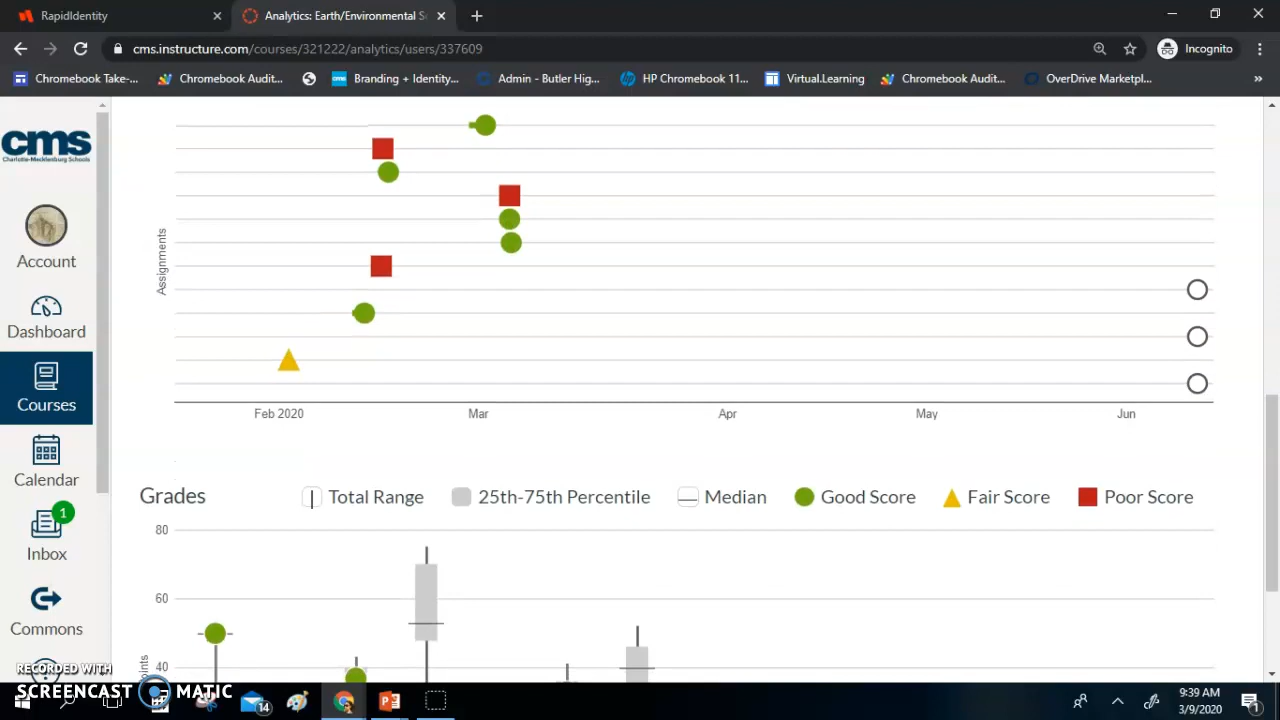 RapidIdentity
Analytics: Earth/Environmental S
cms.instructure.com/courses/321222/analytics/users/337609
Incognito
Chromebook Take-...
Chromebook Audit...
cms
Branding + Identity...
Admin - Butler Hig...
HP Chromebook 11...
Virtual.Learning
Chromebook Audit...
OverDrive Marketpl...
»
cms
Charlotte-Mecklenburg Schools
Account
Dashboard
Courses
Calendar
1
Inbox
Commons
Assignments
Feb 2020
Mar
Apr
May
Jun
Grades
Total Range
25th-75th Percentile
Median
Good Score
Fair Score
Poor Score
80
60
40
RECORDED WITH
SCREENCAST MATIC
14
9:39 AM
3/9/2020
1